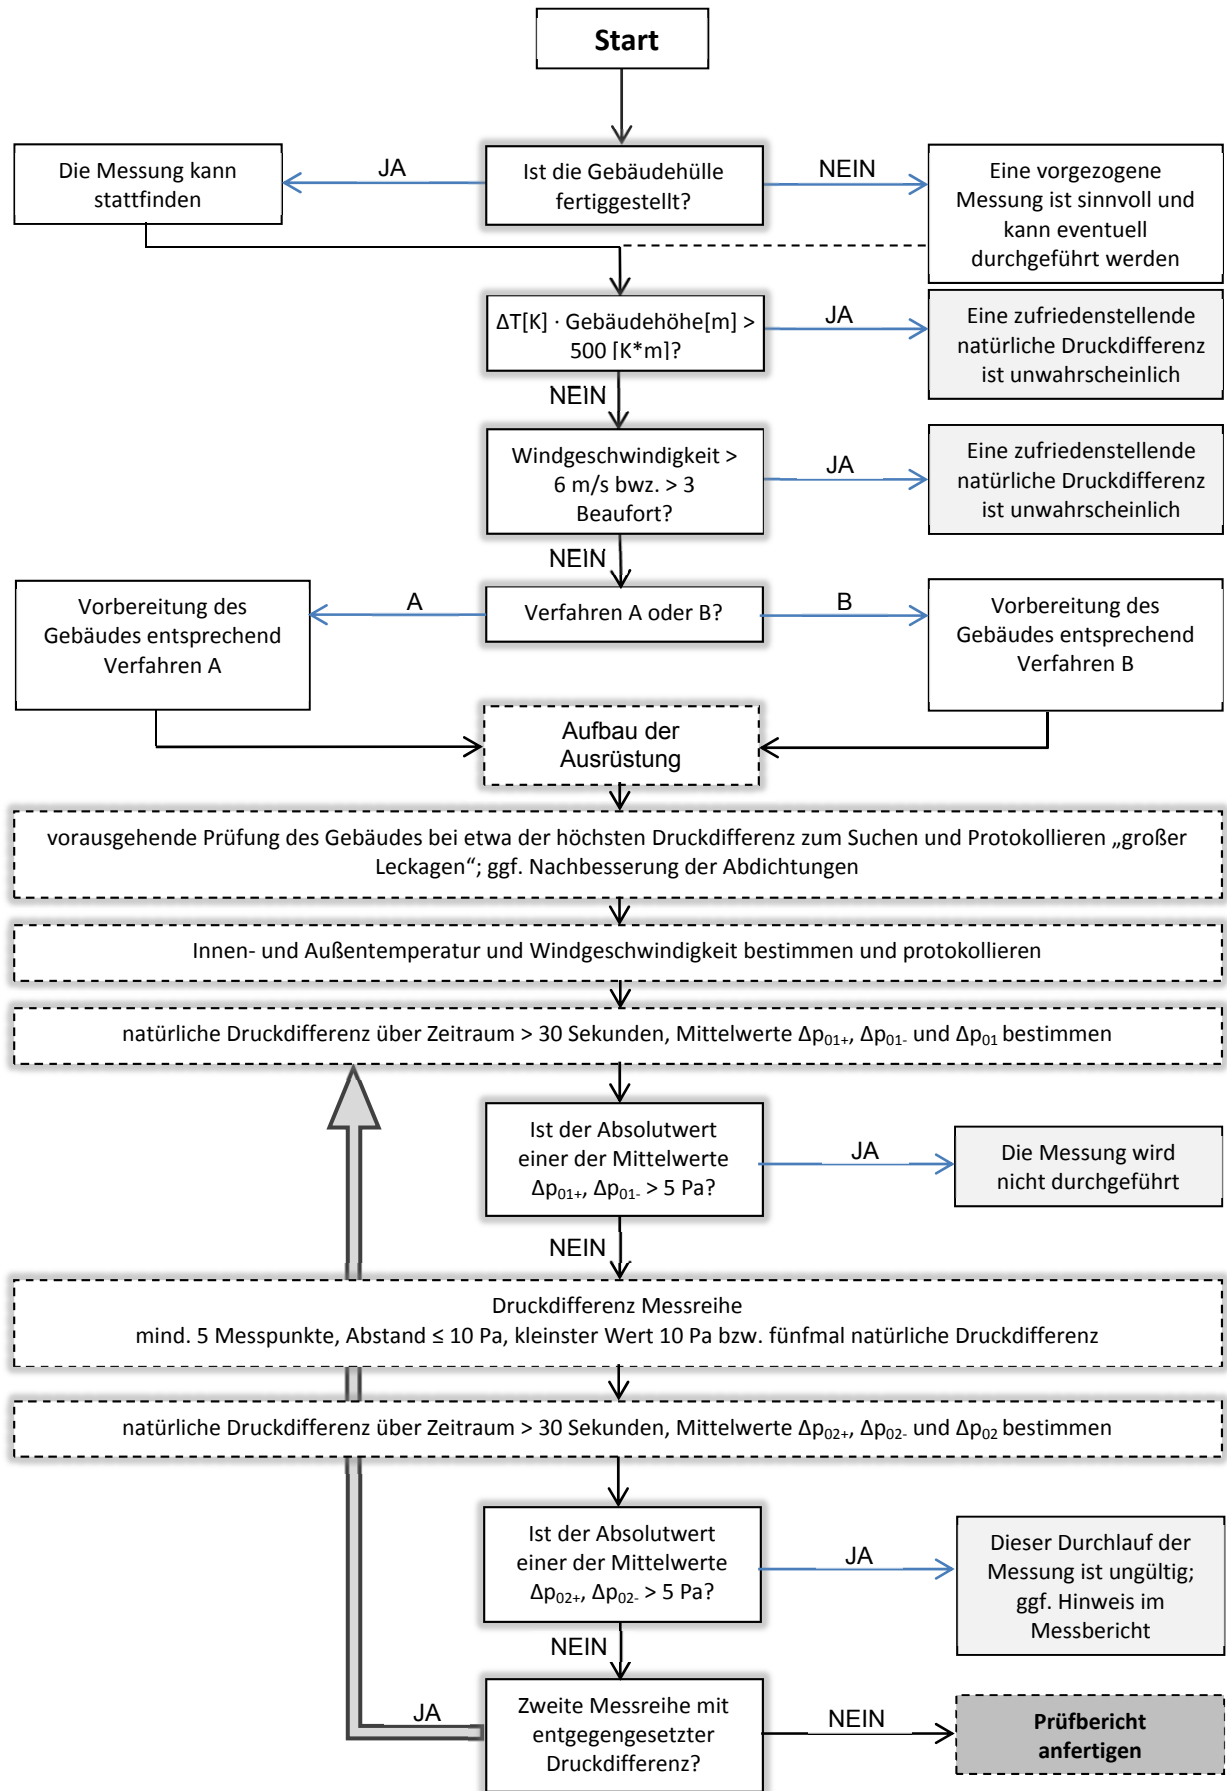 Start
Ist die Gebäudehülle
fertiggestellt?
JA
Die Messung kann
stattfinden
NEIN
Eine vorgezogene
Messung ist sinnvoll und
kann eventuell
durchgeführt werden
ΔT[K] · Gebäudehöhe[m] >
500 [K*m]?
JA
Eine zufriedenstellende
natürliche Druckdifferenz
ist unwahrscheinlich
NEIN
Windgeschwindigkeit >
6 m/s bwz. > 3
Beaufort?
JA
Eine zufriedenstellende
natürliche Druckdifferenz
ist unwahrscheinlich
NEIN
Verfahren A oder B?
A
Vorbereitung des
Gebäudes entsprechend
Verfahren A
B
Vorbereitung des
Gebäudes entsprechend
Verfahren B
Aufbau der
Ausrüstung
vorausgehende Prüfung des Gebäudes bei etwa der höchsten Druckdifferenz zum Suchen und Protokollieren „großer
Leckagen“; ggf. Nachbesserung der Abdichtungen
Innen- und Außentemperatur und Windgeschwindigkeit bestimmen und protokollieren
natürliche Druckdifferenz über Zeitraum > 30 Sekunden, Mittelwerte Δp₀₁₊, Δp₀₁₋ und Δp₀₁ bestimmen
Ist der Absolutwert
einer der Mittelwerte
Δp₀₁₊, Δp₀₁₋ > 5 Pa?
JA
Die Messung wird
nicht durchgeführt
NEIN
Druckdifferenz Messreihe
mind. 5 Messpunkte, Abstand ≤ 10 Pa, kleinster Wert 10 Pa bzw. fünfmal natürliche Druckdifferenz
natürliche Druckdifferenz über Zeitraum > 30 Sekunden, Mittelwerte Δp₀₂₊, Δp₀₂₋ und Δp₀₂ bestimmen
Ist der Absolutwert
einer der Mittelwerte
Δp₀₂₊, Δp₀₂₋ > 5 Pa?
JA
Dieser Durchlauf der
Messung ist ungültig;
ggf. Hinweis im
Messbericht
NEIN
Zweite Messreihe mit
entgegengesetzter
Druckdifferenz?
JA
NEIN
Prüfbericht
anfertigen